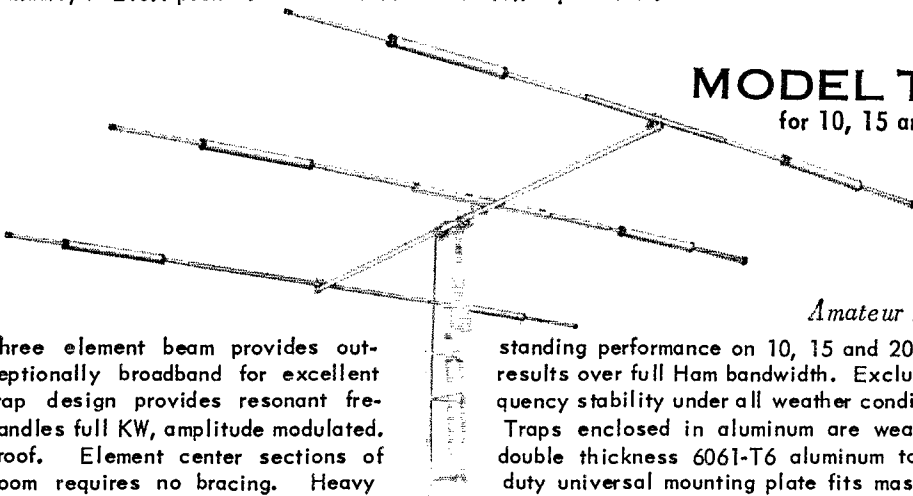 MODEL T
for 10, 15 a
Amateur
hree element beam provides out- standing performance on 10, 15 and 20
eptionally broadband for excellent results over full Ham bandwidth. Exclu
rap design provides resonant fre- quency stability under all weather condi
andles full KW, amplitude modulated. Traps enclosed in aluminum are wea
roof. Element center sections of double thickness 6061-T6 aluminum to
oom requires no bracing. Heavy duty universal mounting plate fits mas